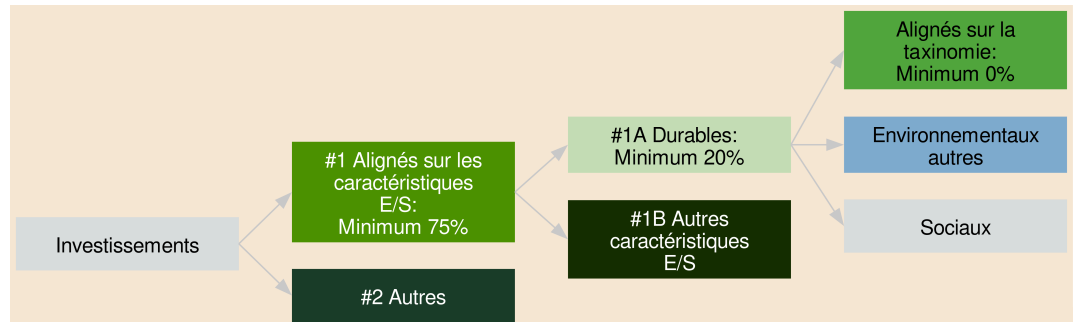 Investissements
#1 Alignés sur les
caractéristiques
E/S:
Minimum 75%
#2 Autres
#1A Durables:
Minimum 20%
#1B Autres
caractéristiques
E/S
Alignés sur la
taxinomie:
Minimum 0%
Environnementaux
autres
Sociaux